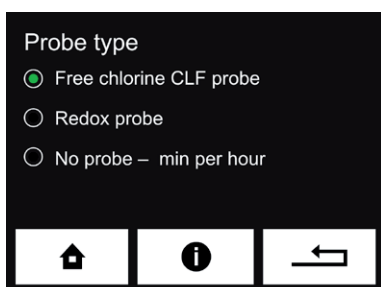 Probe type
Free chlorine CLF probe
Redox probe
No probe – min per hour